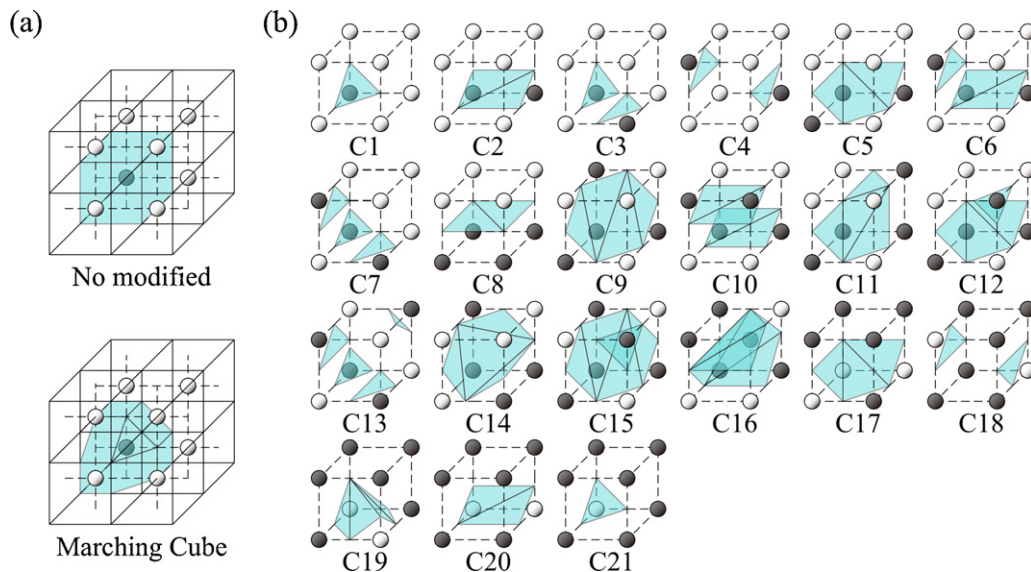 (a)
No modified
Marching Cube
(b)
C1 C2 C3 C4 C5 C6
C7 C8 C9 C10 C11 C12
C13 C14 C15 C16 C17 C18
C19 C20 C21